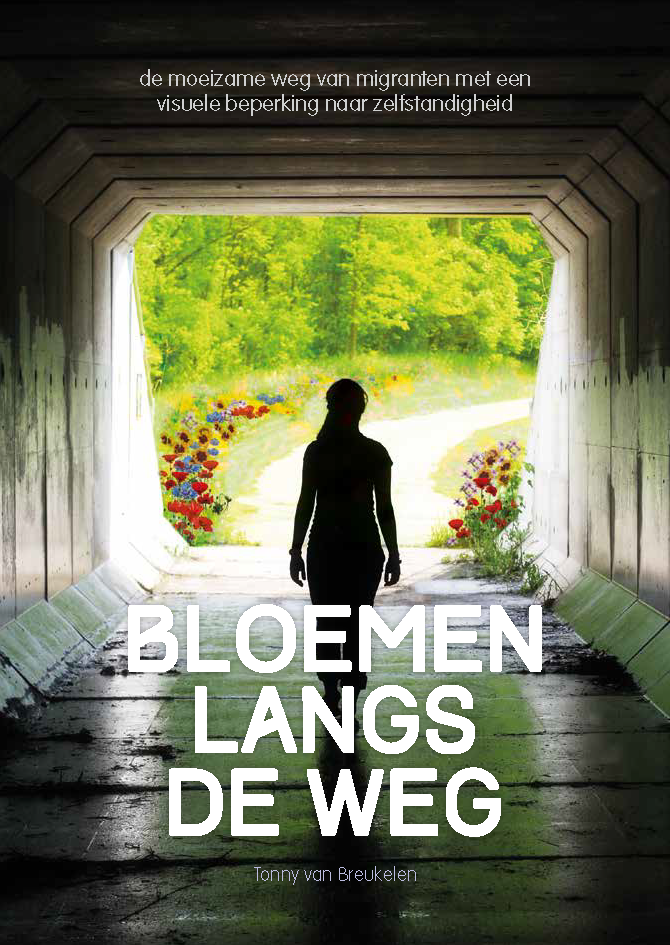 de moeizame weg van migranten met een
visuele beperking naar zelfstandigheid
BLOEMEN
LANGS
DE WEG
Tonny van Breukelen